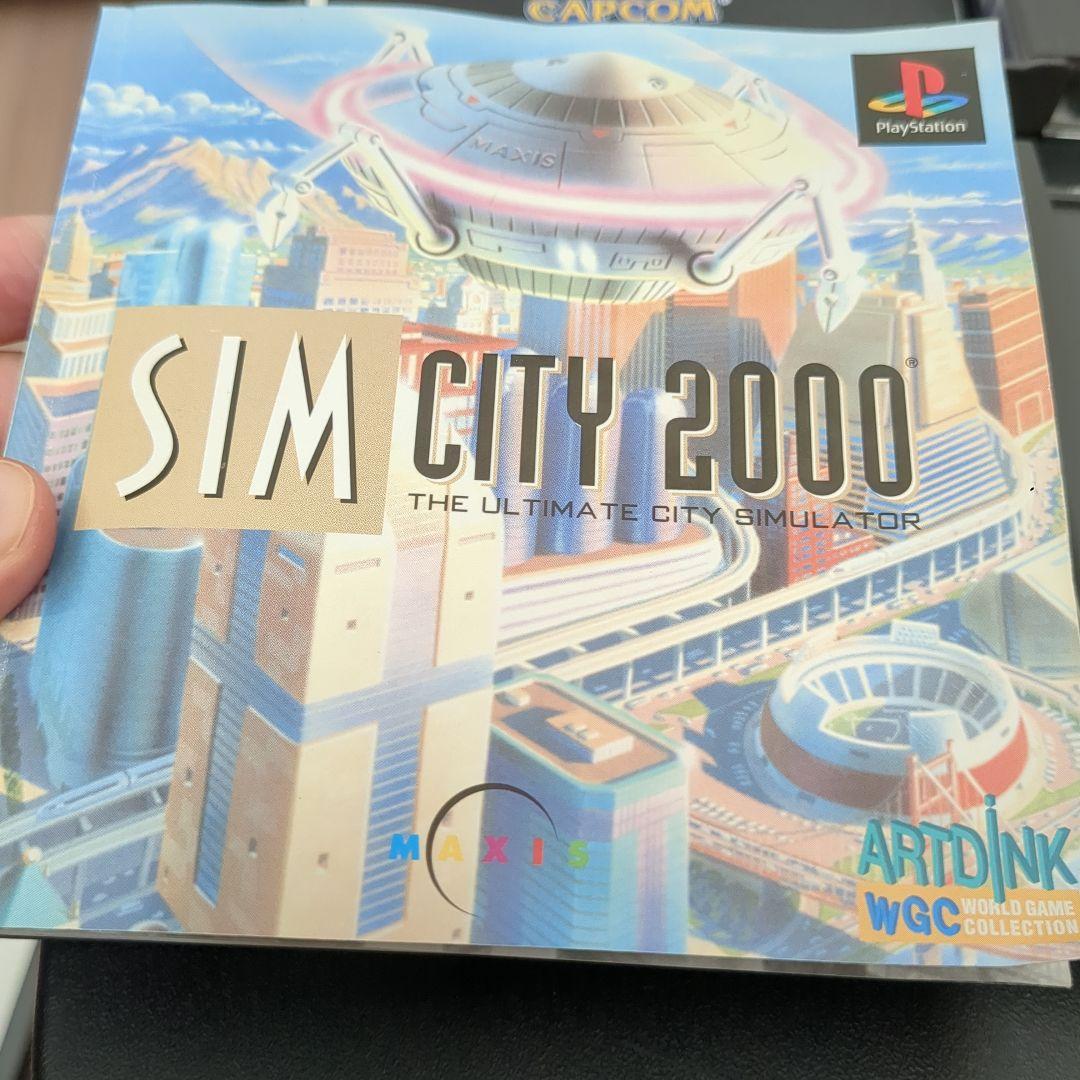 CAPCOM
PlayStation
MAXIS
SIM CITY 2000®
THE ULTIMATE CITY SIMULATOR
MAXIS
ARTDiNK
WGC WORLD GAME
COLLECTION